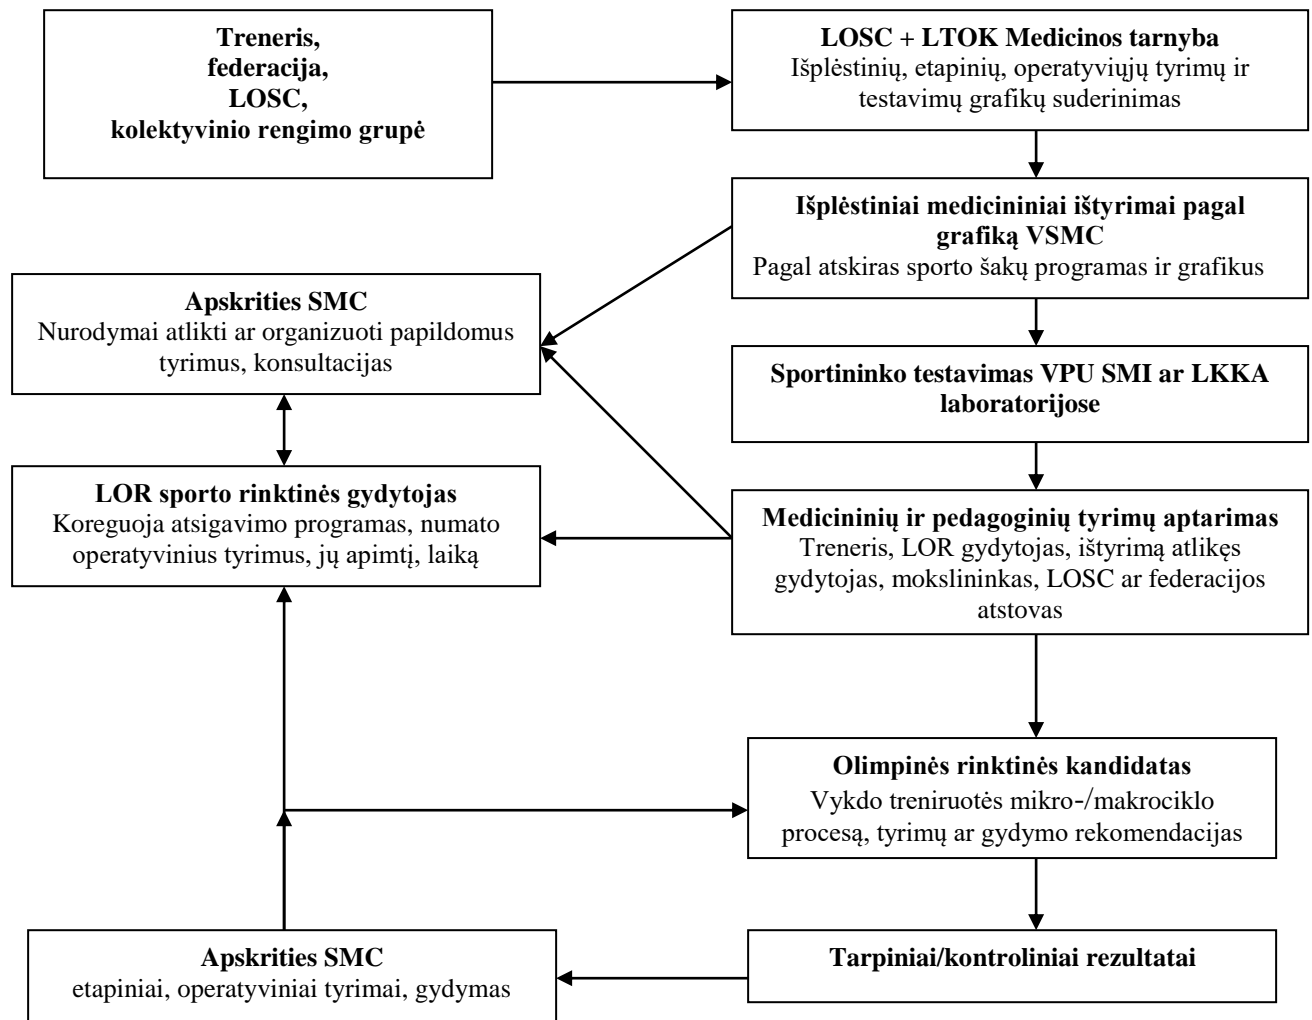 Treneris,
federacija,
LOSC,
kolektyvinio rengimo grupė
LOSC + LTOK Medicinos tarnyba
Išplėstinių, etapinių, operatyviųjų tyrimų ir
testavimų grafikų suderinimas
Išplėstiniai medicininiai ištyrimai pagal
grafiką VSMC
Pagal atskiras sporto šakų programas ir grafikus
Apskrities SMC
Nurodymai atlikti ar organizuoti papildomus
tyrimus, konsultacijas
Sportininko testavimas VPU SMI ar LKKA
laboratorijose
LOR sporto rinktinės gydytojas
Koreguoja atsigavimo programas, numato
operatyvinius tyrimus, jų apimtį, laiką
Medicininių ir pedagoginių tyrimų aptarimas
Treneris, LOR gydytojas, ištyrimą atlikęs
gydytojas, mokslininkas, LOSC ar federacijos
atstovas
Olimpinės rinktinės kandidatas
Vykdo treniruotės mikro-/makrociklo
procesą, tyrimų ar gydymo rekomendacijas
Apskrities SMC
etapiniai, operatyviniai tyrimai, gydymas
Tarpiniai/kontroliniai rezultatai